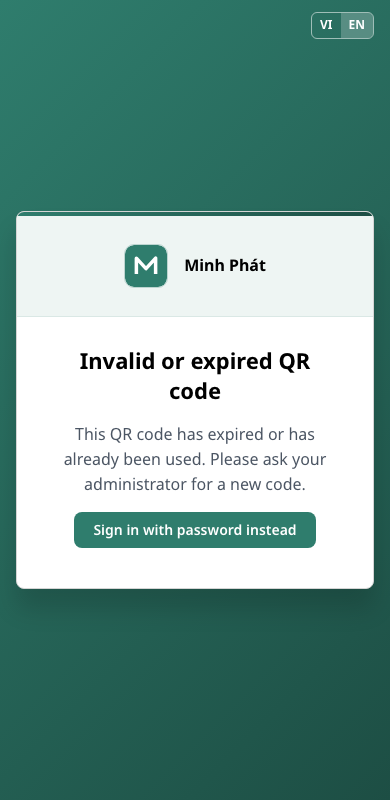 VI EN
Minh Phát
Invalid or expired QR
code
This QR code has expired or has
already been used. Please ask your
administrator for a new code.
Sign in with password instead